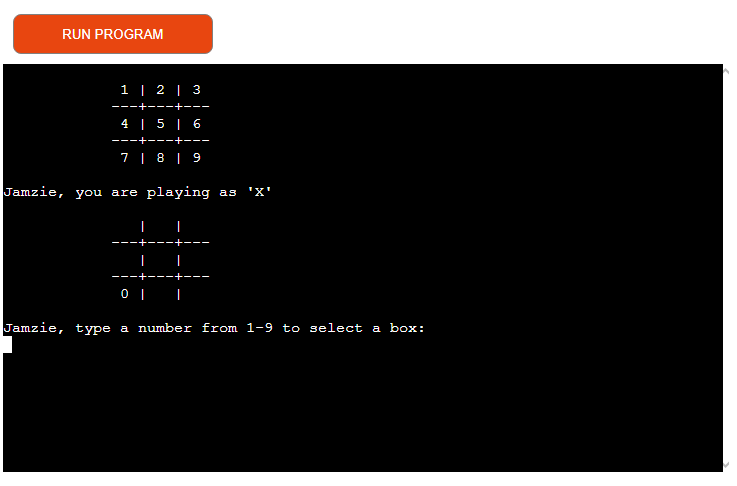 RUN PROGRAM
1 | 2 | 3
---+---+---
4 | 5 | 6
---+---+---
7 | 8 | 9
Jamzie, you are playing as 'X'
  |   |
---+---+---
  |   |
---+---+---
0 |   |
Jamzie, type a number from 1-9 to select a box: